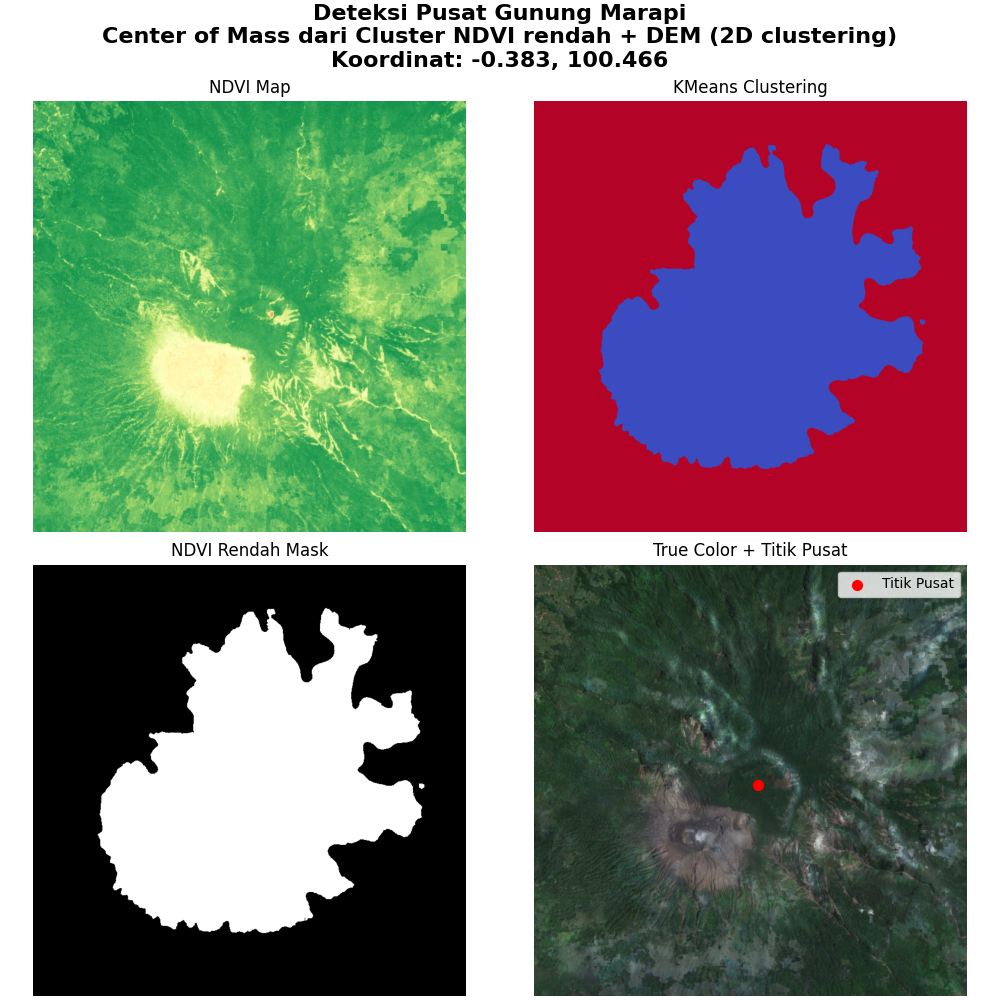 Deteksi Pusat Gunung Marapi
Center of Mass dari Cluster NDVI rendah + DEM (2D clustering)
Koordinat: -0.383, 100.466
NDVI Map
KMeans Clustering
NDVI Rendah Mask
True Color + Titik Pusat
Titik Pusat